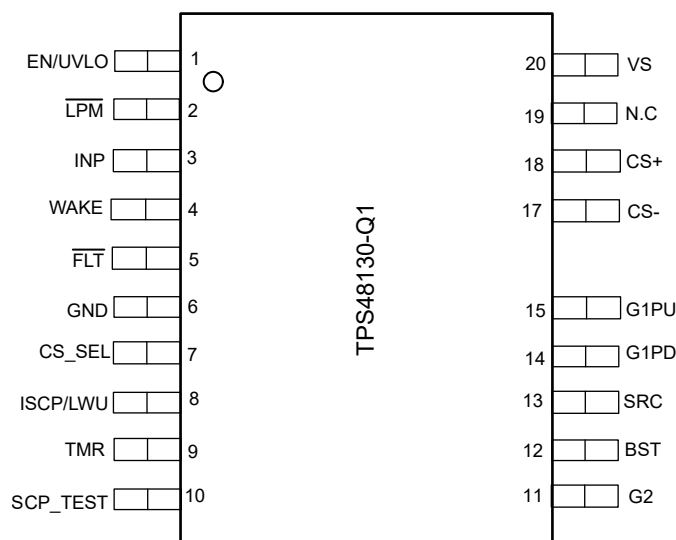 EN/UVLO 1
LPM 2
INP 3
WAKE 4
FLT 5
GND 6
CS_SEL 7
ISCP/LWU 8
TMR 9
SCP_TEST 10
TPS48130-Q1
20 VS
19 N.C
18 CS+
17 CS-
15 G1PU
14 G1PD
13 SRC
12 BST
11 G2